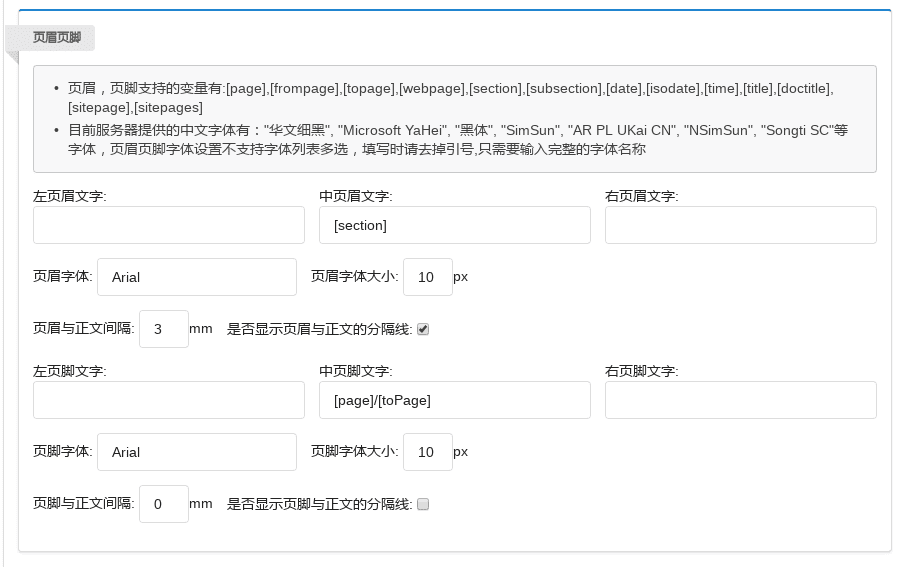 页眉页脚
• 页眉，页脚支持的变量有:[page],[frompage],[topage],[webpage],[section],[subsection],[date],[isodate],[time],[title],[doctitle],
[sitepage],[sitepages]
• 目前服务器提供的中文字体有："华文细黑", "Microsoft YaHei", "黑体", "SimSun", "AR PL UKai CN", "NSimSun", "Songti SC"等
字体，页眉页脚字体设置不支持字体列表多选，填写时请去掉引号,只需要输入完整的字体名称
左页眉文字: 中页眉文字: 右页眉文字:
[section]
页眉字体: Arial 页眉字体大小: 10 px
页眉与正文间隔: 3 mm 是否显示页眉与正文的分隔线:
左页脚文字: 中页脚文字: 右页脚文字:
[page]/[toPage]
页脚字体: Arial 页脚字体大小: 10 px
页脚与正文间隔: 0 mm 是否显示页脚与正文的分隔线: